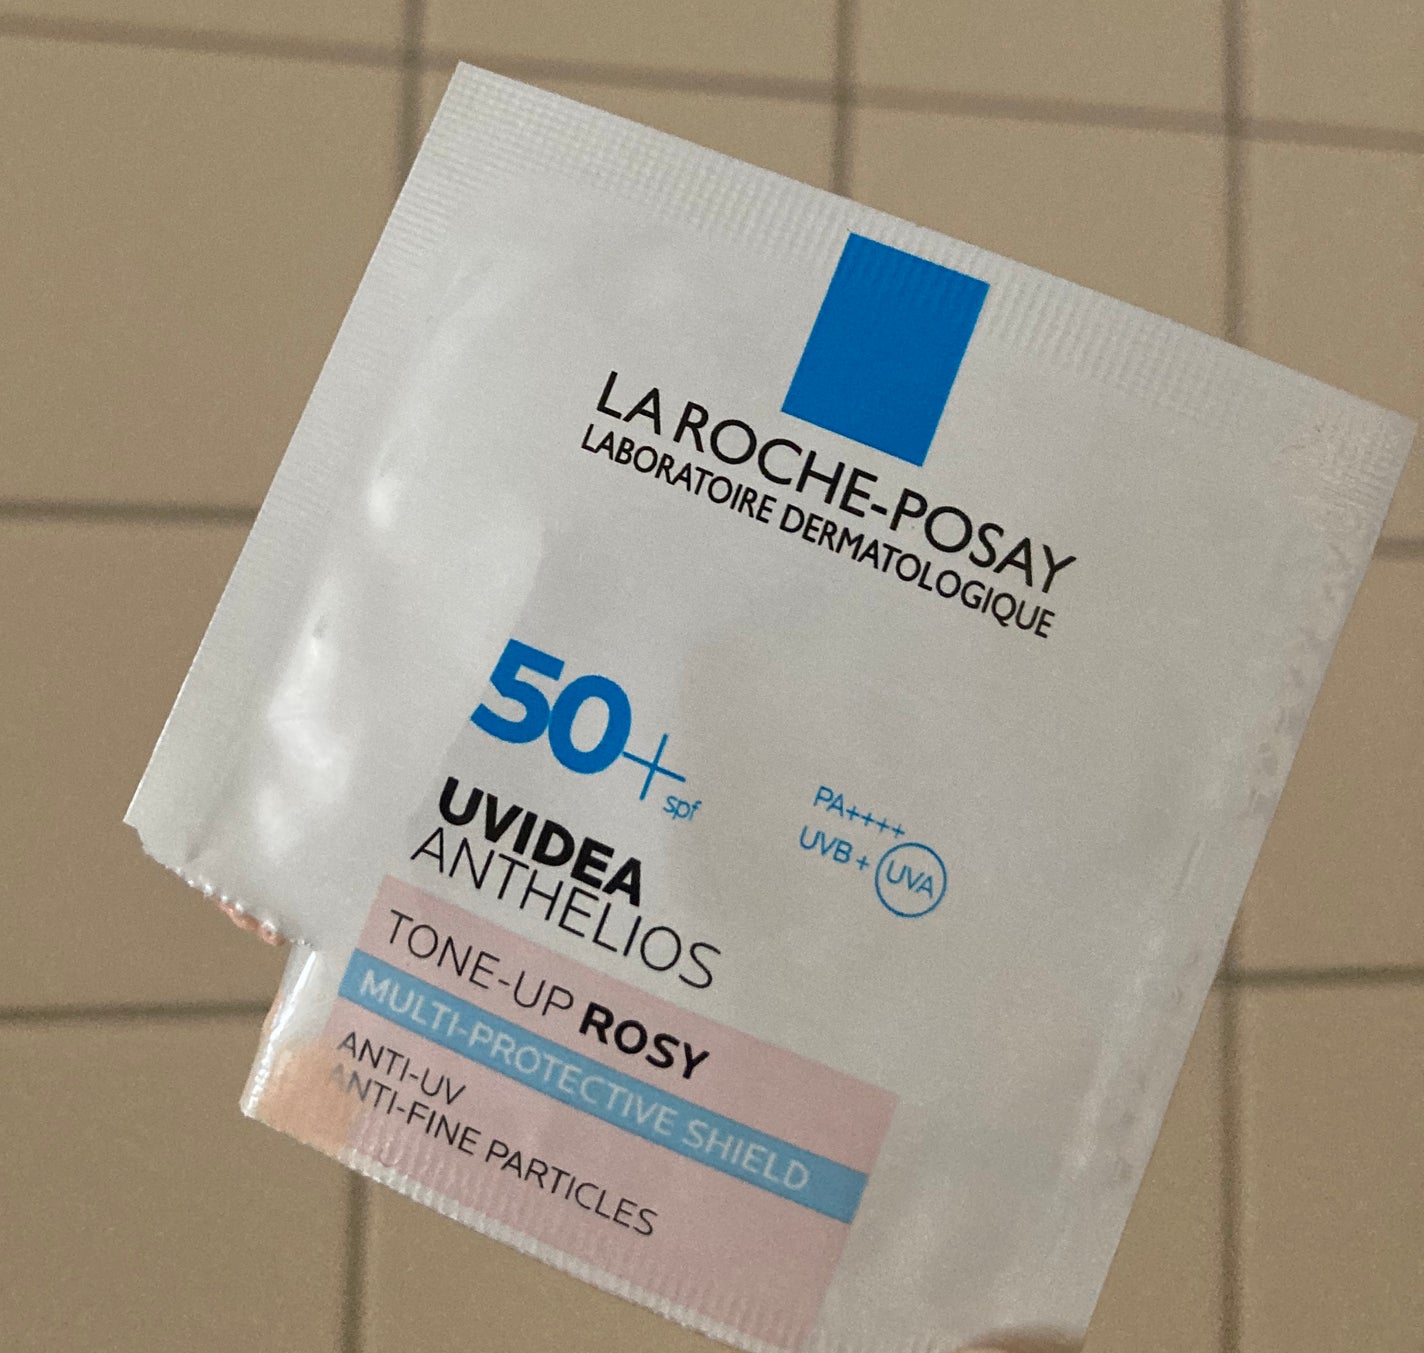 LA ROCHE-POSAY
LABORATOIRE DERMATOLOGIQUE
50+
spf
PA++++
UVB + UVA
UVIDEA
ANTHELIOS
TONE-UP ROSY
MULTI-PROTECTIVE SHIELD
ANTI-UV
ANTI-FINE PARTICLES